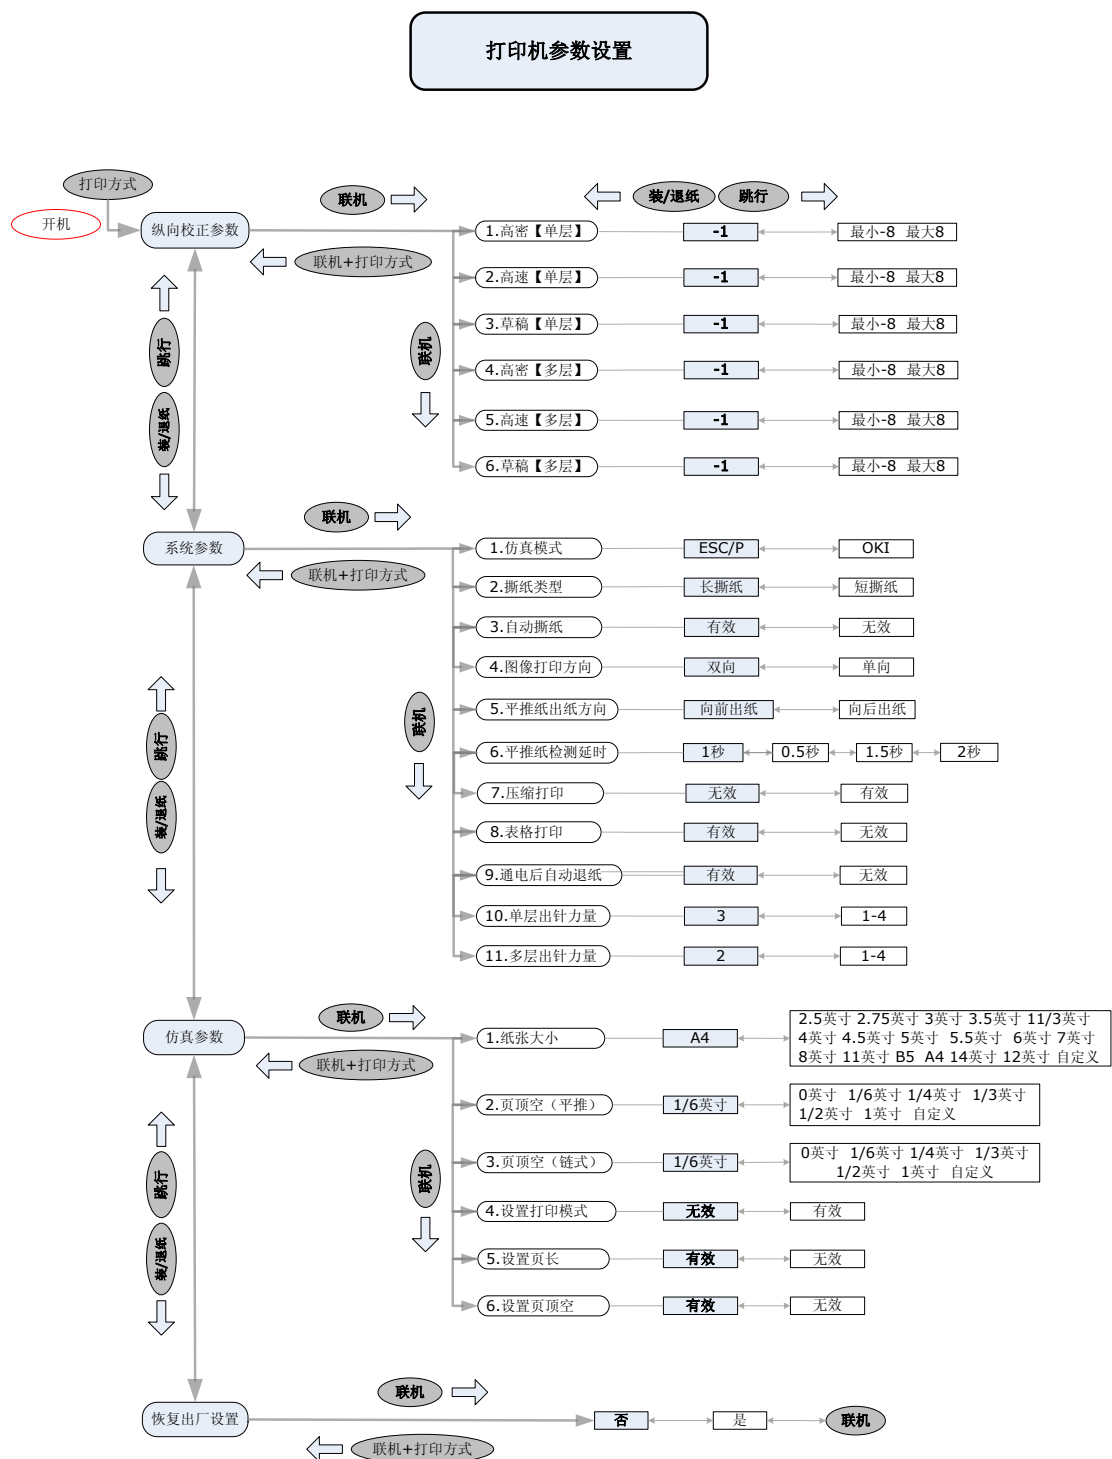 打印机参数设置
打印方式
开机
纵向校正参数
联机
联机+打印方式
装/退纸 跳行
1.高密【单层】 -1 最小-8 最大8
2.高速【单层】 -1 最小-8 最大8
3.草稿【单层】 -1 最小-8 最大8
4.高密【多层】 -1 最小-8 最大8
5.高速【多层】 -1 最小-8 最大8
6.草稿【多层】 -1 最小-8 最大8
联机
跳行
装/退纸
系统参数
联机
联机+打印方式
1.仿真模式 ESC/P OKI
2.撕纸类型 长撕纸 短撕纸
3.自动撕纸 有效 无效
4.图像打印方向 双向 单向
5.平推纸出纸方向 向前出纸 向后出纸
6.平推纸检测延时 1秒 0.5秒 1.5秒 2秒
7.压缩打印 无效 有效
8.表格打印 有效 无效
9.通电后自动退纸 有效 无效
10.单层出针力量 3 1-4
11.多层出针力量 2 1-4
联机
跳行
装/退纸
仿真参数
联机
联机+打印方式
1.纸张大小 A4
2.5英寸 2.75英寸 3英寸 3.5英寸 11/3英寸
4英寸 4.5英寸 5英寸 5.5英寸 6英寸 7英寸
8英寸 11英寸 B5 A4 14英寸 12英寸 自定义
2.页顶空（平推） 1/6英寸
0英寸 1/6英寸 1/4英寸 1/3英寸
1/2英寸 1英寸 自定义
3.页顶空（链式） 1/6英寸
0英寸 1/6英寸 1/4英寸 1/3英寸
1/2英寸 1英寸 自定义
4.设置打印模式 无效 有效
5.设置页长 有效 无效
6.设置页顶空 有效 无效
联机
跳行
装/退纸
恢复出厂设置
联机
联机+打印方式
否 是 联机